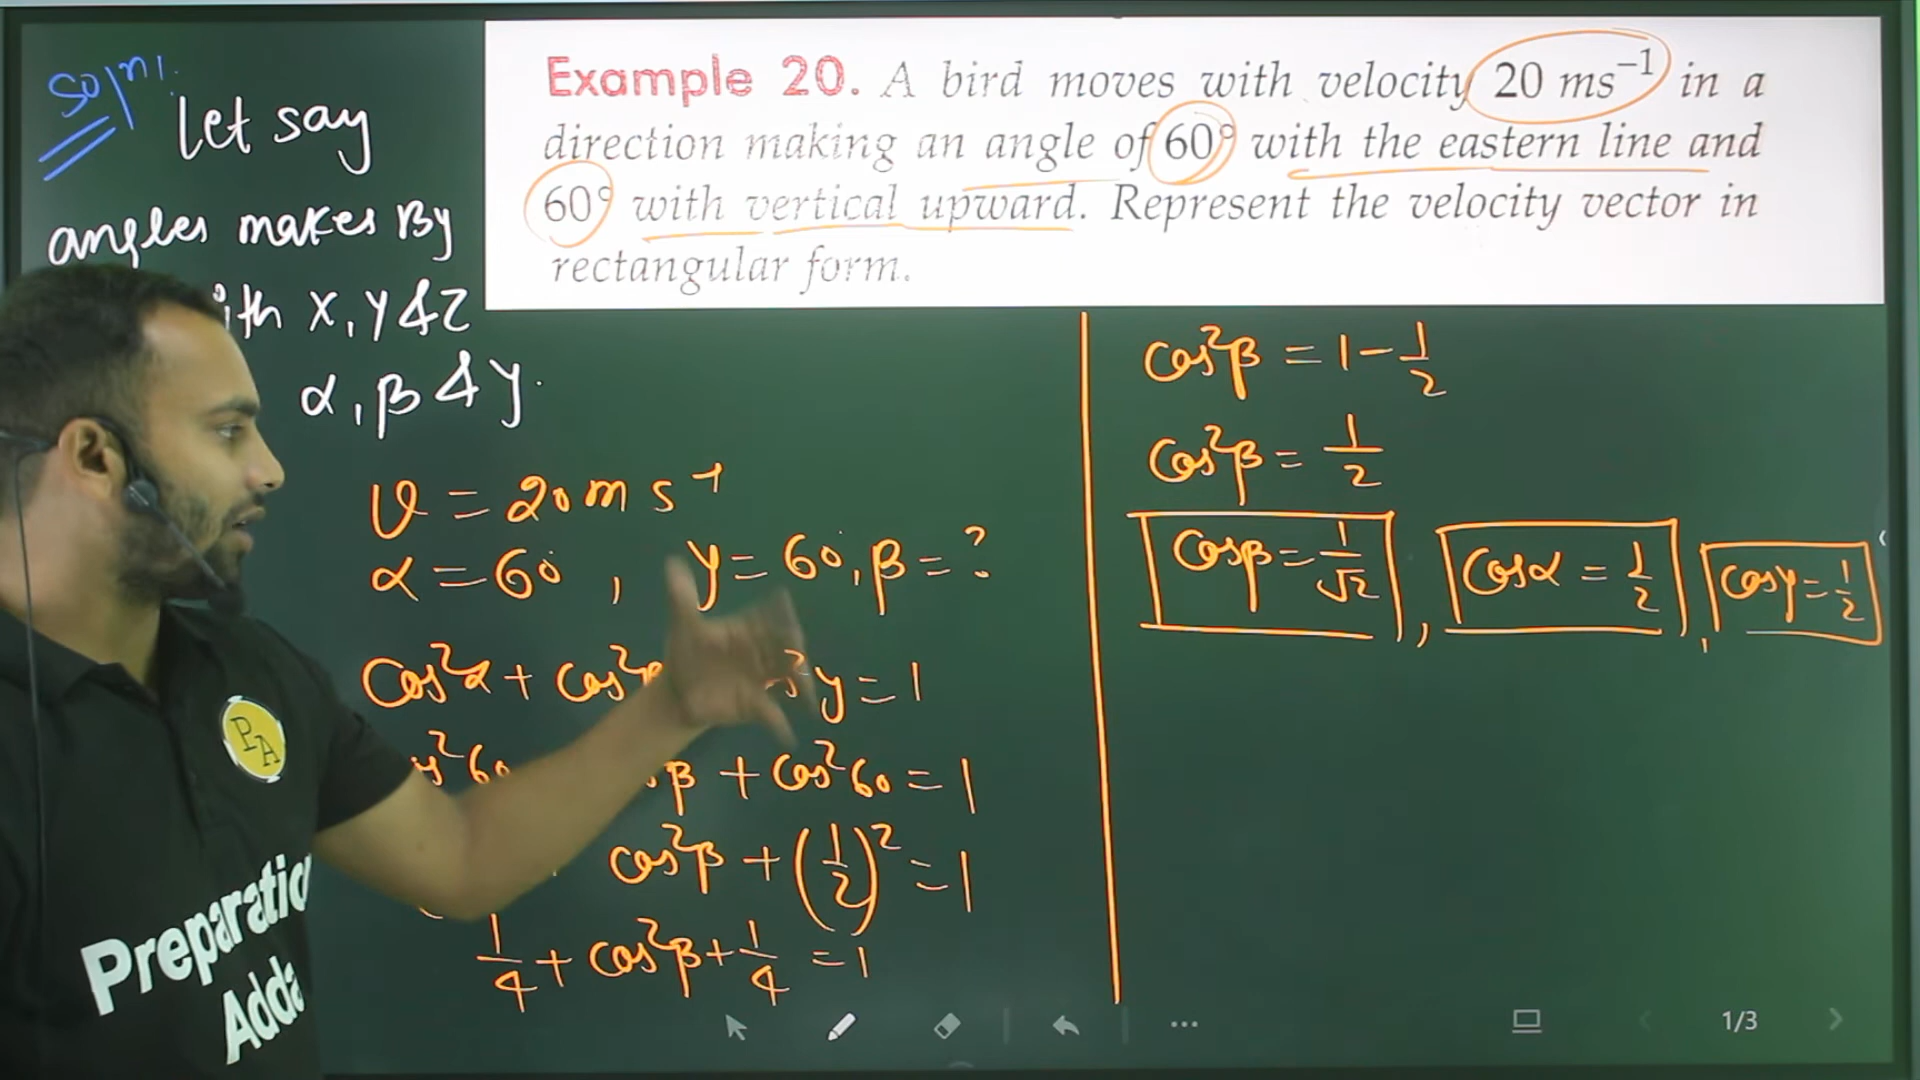 Soln:
Let say
angles makes By
ith x, y & z
α, β & γ.
Example 20. A bird moves with velocity 20 ms⁻¹ in a
direction making an angle of 60° with the eastern line and
60° with vertical upward. Represent the velocity vector in
rectangular form.
v = 20 m s⁻¹
α = 60°, γ = 60°, β = ?
cos²α + cos² γ = 1
²60 β + cos²60 = 1
cos²β + (1/2)² = 1
1/4 + cos²β + 1/4 = 1
cos²β = 1 - 1/2
cos²β = 1/2
cosβ = 1/√2, cosα = 1/2, cosγ = 1/2
PA
Preparatio
Adda
1/3